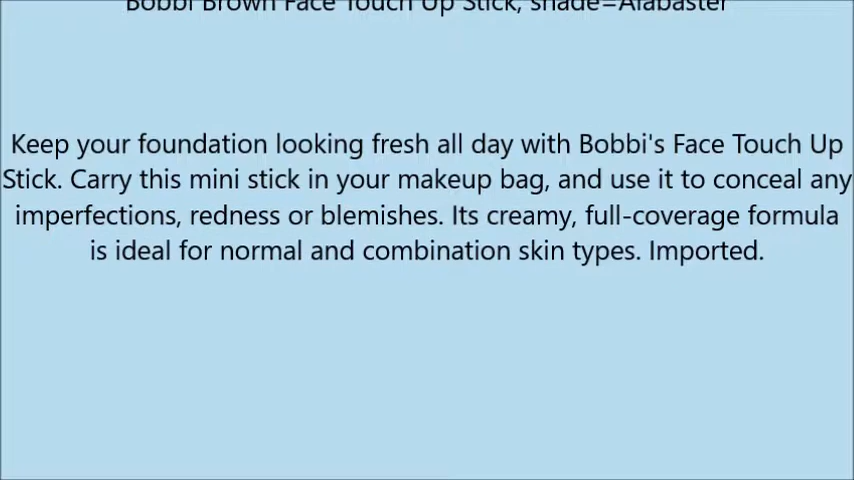 Bobbi Brown Face Touch Up Stick, shade=Alabaster
Keep your foundation looking fresh all day with Bobbi's Face Touch Up
Stick. Carry this mini stick in your makeup bag, and use it to conceal any
imperfections, redness or blemishes. Its creamy, full-coverage formula
is ideal for normal and combination skin types. Imported.